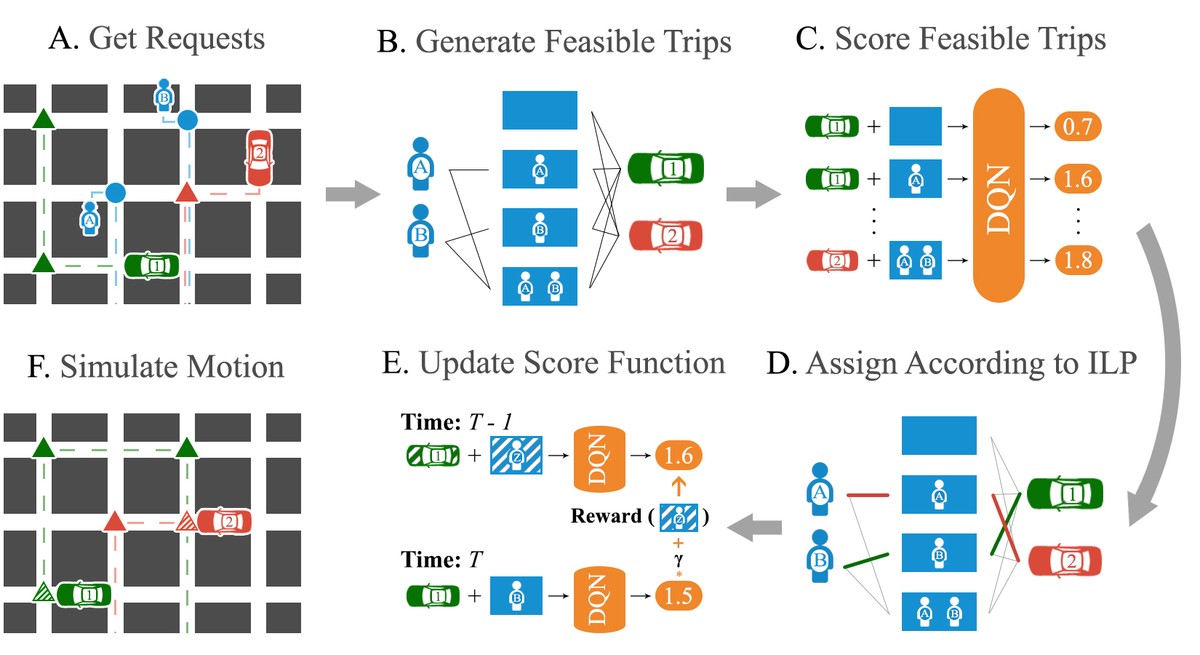 A. Get Requests
B
2
A
1
B. Generate Feasible Trips
A
B
A
B
A B
1
2
C. Score Feasible Trips
1 + → DQN → 0.7
1 + A → 1.6
⋮ ⋮
2 + A B → 1.8
D. Assign According to ILP
A
B
A
B
A B
1
2
E. Update Score Function
Time: T - 1
1 + Z → DQN → 1.6
Reward ( Z )
+
γ
*
Time: T
1 + B → DQN → 1.5
F. Simulate Motion
2
1